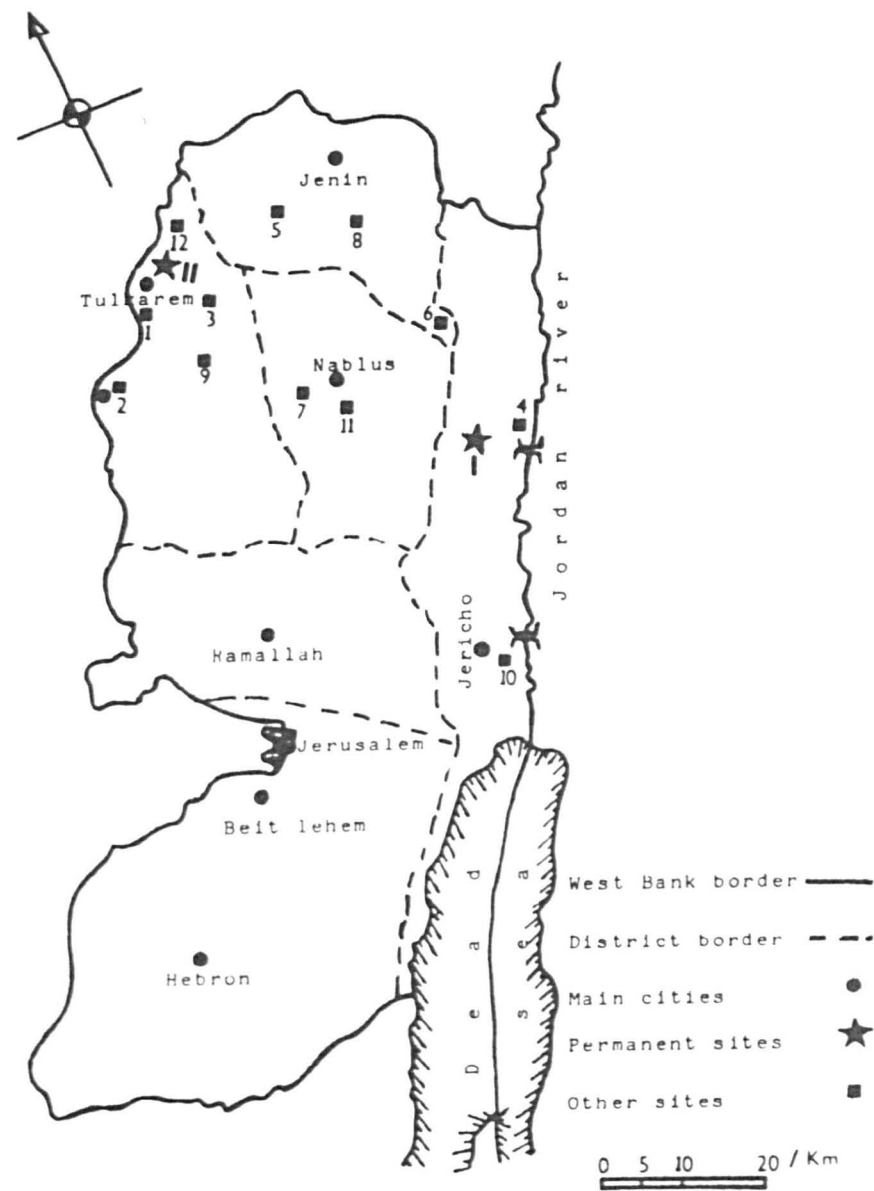 Jenin
5
8
12
II
Tulkarem
1
3
6
9
Nablus
2
7
11
4
I
Jordan river
Jericho
10
Ramallah
Jerusalem
Beit lehem
Hebron
Dead sea
West Bank border
District border
Main cities
Permanent sites
Other sites
0 5 10 20 / Km